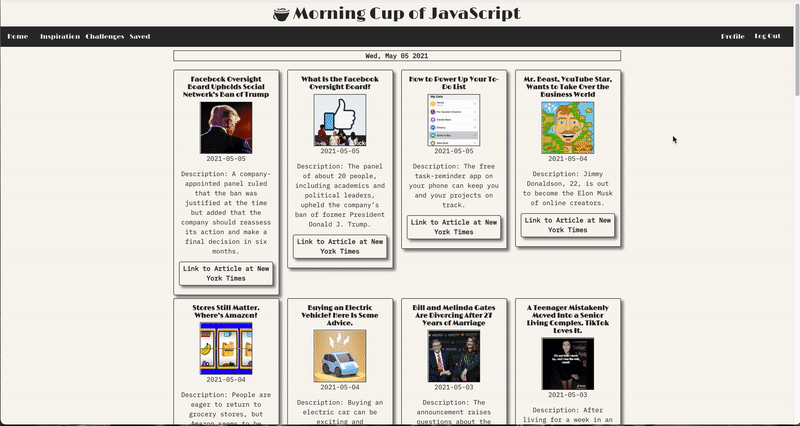 Morning Cup of JavaScript
Home Inspiration Challenges Saved Profile Log Out
Wed, May 05 2021
Facebook Oversight
Board Upholds Social
Network's Ban of Trump
2021-05-05
Description: A company-
appointed panel ruled
that the ban was
justified at the time
but added that the
company should reassess
its action and make a
final decision in six
months.
Link to Article at New
York Times
What Is the Facebook
Oversight Board?
2021-05-05
Description: The panel
of about 20 people,
including academics and
political leaders,
upheld the company's
ban of former President
Donald J. Trump.
Link to Article at New
York Times
How to Power Up Your To-
Do List
My Lists
2021-05-05
Description: The free
task-reminder app on
your phone can keep you
and your projects on
track.
Link to Article at New
York Times
Mr. Beast, YouTube Star,
Wants to Take Over the
Business World
2021-05-04
Description: Jimmy
Donaldson, 22, is out
to become the Elon Musk
of online creators.
Link to Article at New
York Times
Stores Still Matter.
Where's Amazon?
2021-05-04
Description: People are
eager to return to
grocery stores, but
Amazon seems to be
Buying an Electric
Vehicle? Here Is Some
Advice.
2021-05-04
Description: Buying an
electric car can be
exciting and
Bill and Melinda Gates
Are Divorcing After 27
Years of Marriage
2021-05-03
Description: The
announcement raises
questions about the
A Teenager Mistakenly
Moved Into a Senior
Living Complex. TikTok
Loves It.
2021-05-03
Description: After
living for a week in an